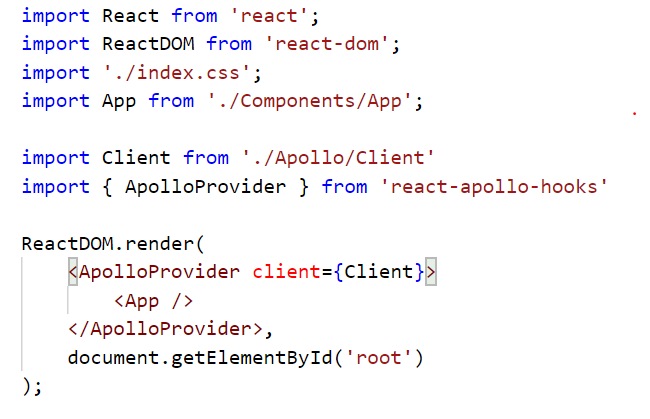 import React from 'react';
import ReactDOM from 'react-dom';
import './index.css';
import App from './Components/App';
import Client from './Apollo/Client'
import { ApolloProvider } from 'react-apollo-hooks'
ReactDOM.render(
<ApolloProvider client={Client}>
<App />
</ApolloProvider>,
document.getElementById('root')
);